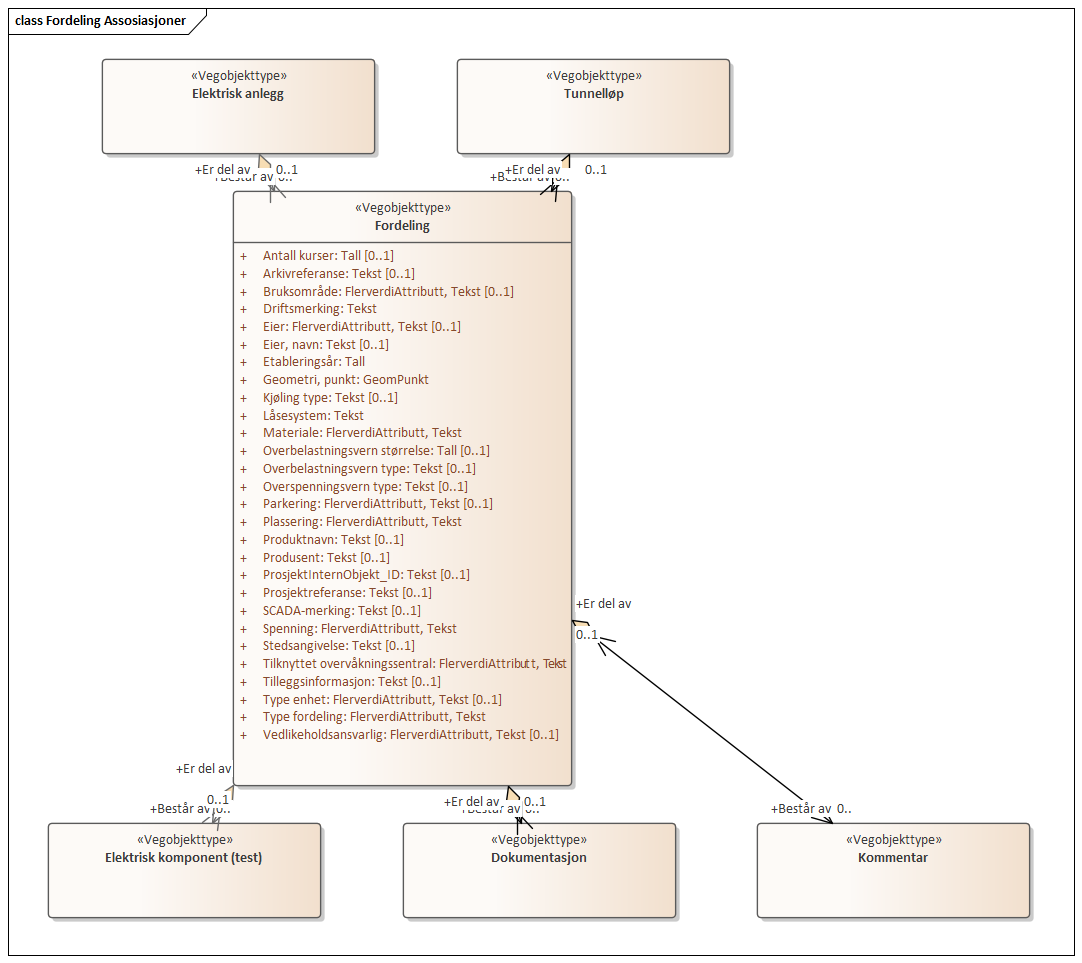 class Fordeling Assosiasjoner
«Vegobjekttype»
Elektrisk anlegg
«Vegobjekttype»
Tunnelløp
+Er del av 0..1
+Består av 0..
+Er del av 0..1
+Består av 0..
«Vegobjekttype»
Fordeling
+ Antall kurser: Tall [0..1]
+ Arkivreferanse: Tekst [0..1]
+ Bruksområde: FlerverdiAttributt, Tekst [0..1]
+ Driftsmerking: Tekst
+ Eier: FlerverdiAttributt, Tekst [0..1]
+ Eier, navn: Tekst [0..1]
+ Etableringsår: Tall
+ Geometri, punkt: GeomPunkt
+ Kjøling type: Tekst [0..1]
+ Låsesystem: Tekst
+ Materiale: FlerverdiAttributt, Tekst
+ Overbelastningsvern størrelse: Tall [0..1]
+ Overbelastningsvern type: Tekst [0..1]
+ Overspenningsvern type: Tekst [0..1]
+ Parkering: FlerverdiAttributt, Tekst [0..1]
+ Plassering: FlerverdiAttributt, Tekst
+ Produktnavn: Tekst [0..1]
+ Produsent: Tekst [0..1]
+ ProsjektInternObjekt_ID: Tekst [0..1]
+ Prosjektreferanse: Tekst [0..1]
+ SCADA-merking: Tekst [0..1]
+ Spenning: FlerverdiAttributt, Tekst
+ Stedsangivelse: Tekst [0..1]
+ Tilknyttet overvåkningssentral: FlerverdiAttributt, Tekst
+ Tilleggsinformasjon: Tekst [0..1]
+ Type enhet: FlerverdiAttributt, Tekst [0..1]
+ Type fordeling: FlerverdiAttributt, Tekst
+ Vedlikeholdsansvarlig: FlerverdiAttributt, Tekst [0..1]
+Er del av
0..1
+Er del av
0..1
+Består av 0..
+Er del av 0..1
+Består av 0..
+Består av 0..
«Vegobjekttype»
Elektrisk komponent (test)
«Vegobjekttype»
Dokumentasjon
«Vegobjekttype»
Kommentar